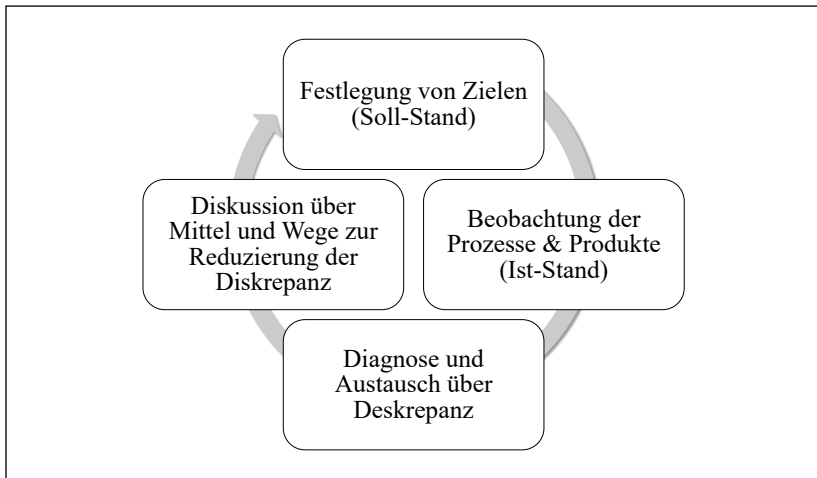 Festlegung von Zielen
(Soll-Stand)
Beobachtung der
Prozesse & Produkte
(Ist-Stand)
Diagnose und
Austausch über
Deskrepanz
Diskussion über
Mittel und Wege zur
Reduzierung der
Diskrepanz